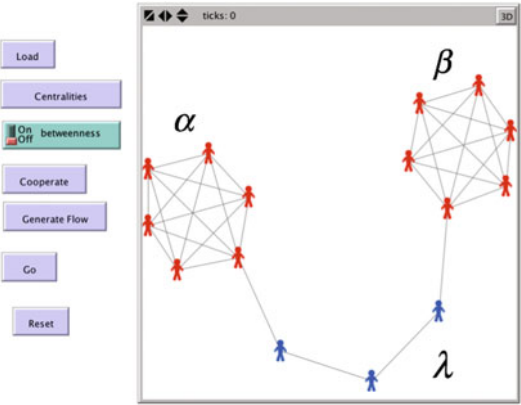 ticks: 0
3D
Load
Centralities
On
Off
betweenness
Cooperate
Generate Flow
Go
Reset
α
β
λ